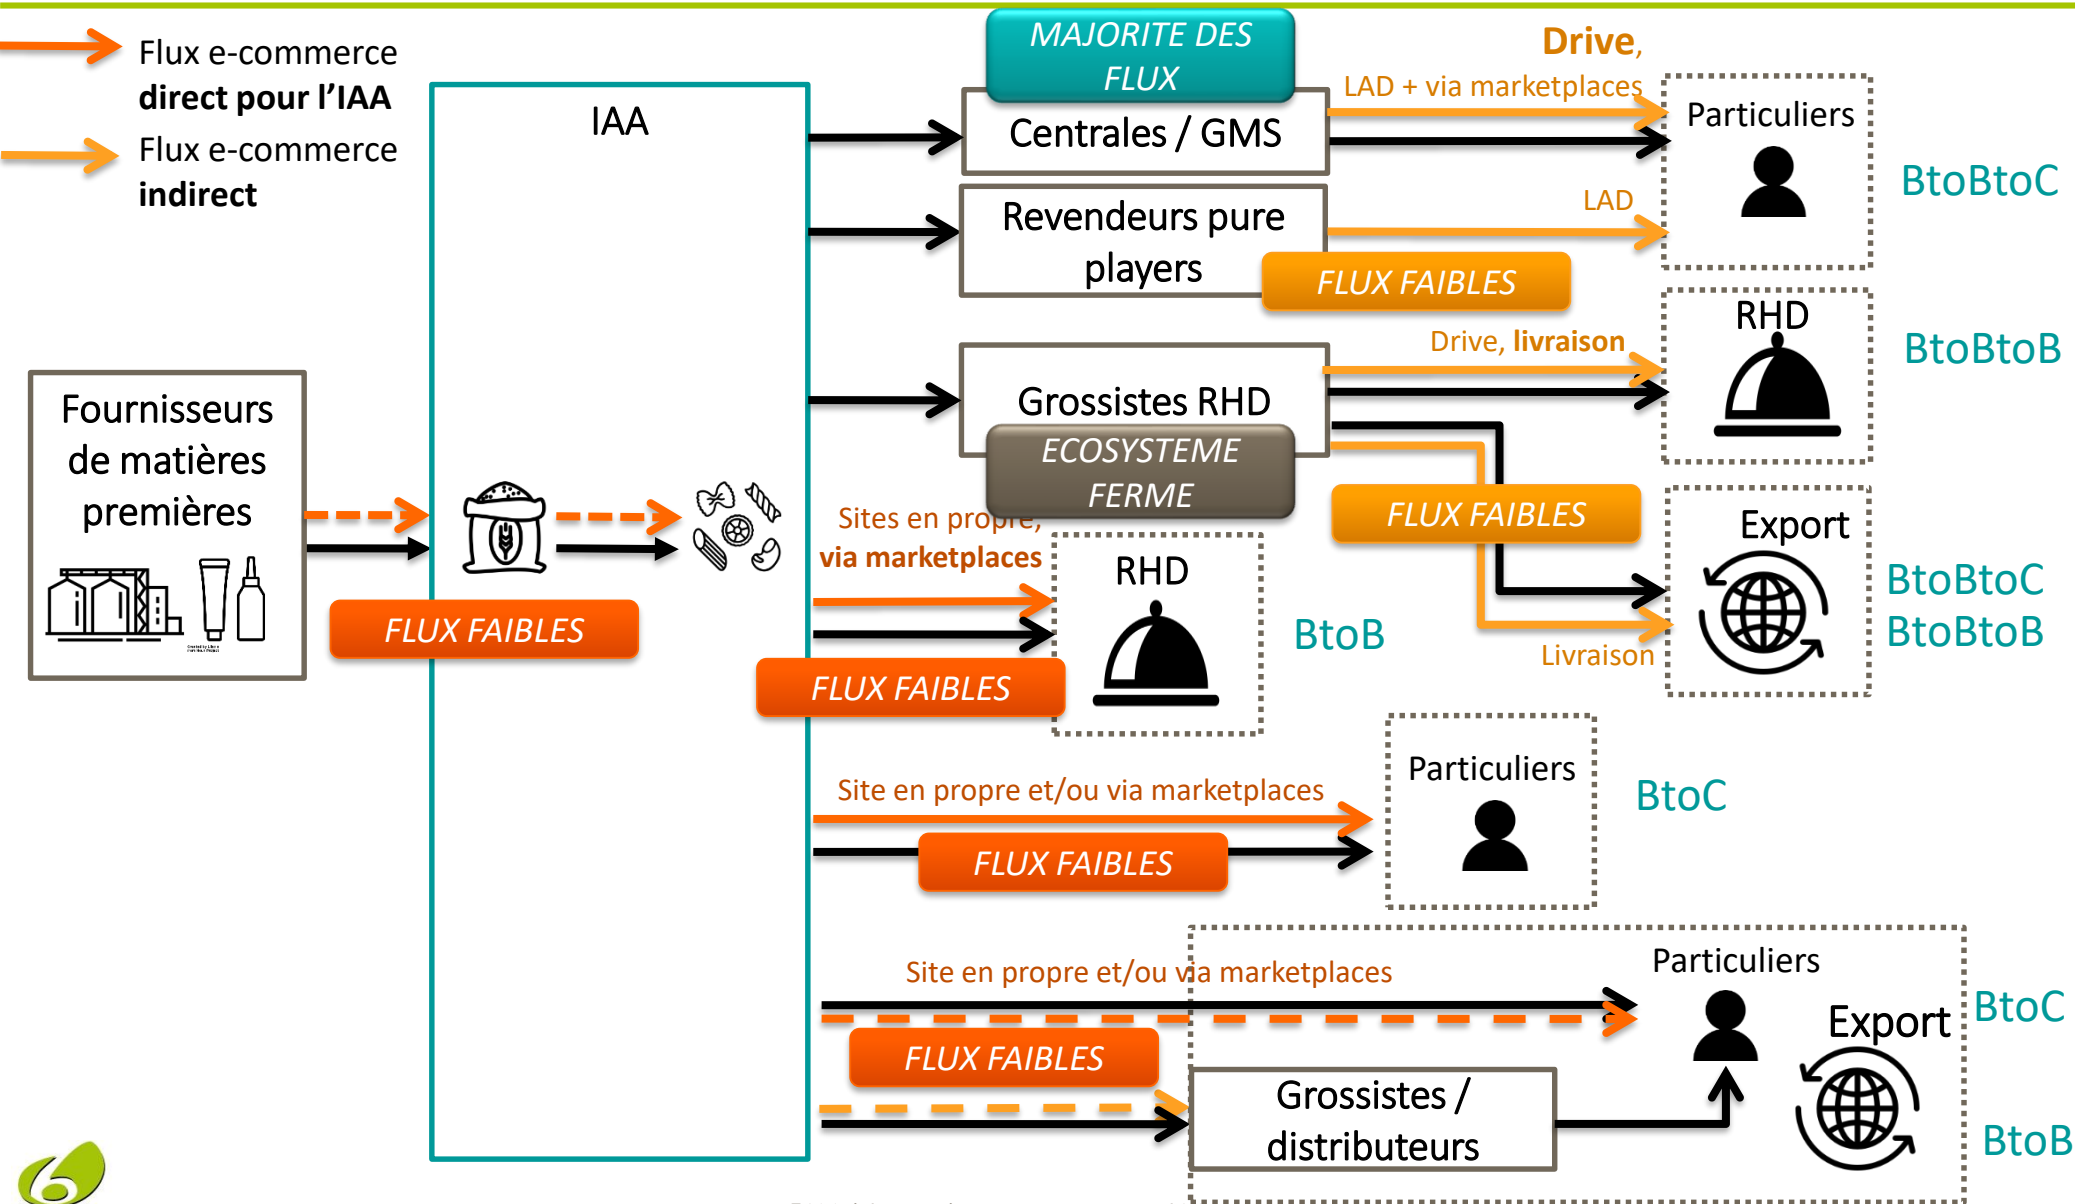 Flux e-commerce
direct pour l'IAA
Flux e-commerce
indirect
IAA
MAJORITE DES
FLUX
Centrales / GMS
Drive,
LAD + via marketplaces
Particuliers
BtoBtoC
Revendeurs pure
players
LAD
FLUX FAIBLES
RHD
BtoBtoB
Drive, livraison
Grossistes RHD
ECOSYSTEME
FERME
FLUX FAIBLES
Export
BtoBtoC
BtoBtoB
Livraison
Fournisseurs
de matières
premières
FLUX FAIBLES
Sites en propre,
via marketplaces
RHD
BtoB
FLUX FAIBLES
Site en propre et/ou via marketplaces
FLUX FAIBLES
Particuliers
BtoC
Site en propre et/ou via marketplaces
Particuliers
Export
BtoC
FLUX FAIBLES
Grossistes /
distributeurs
BtoB